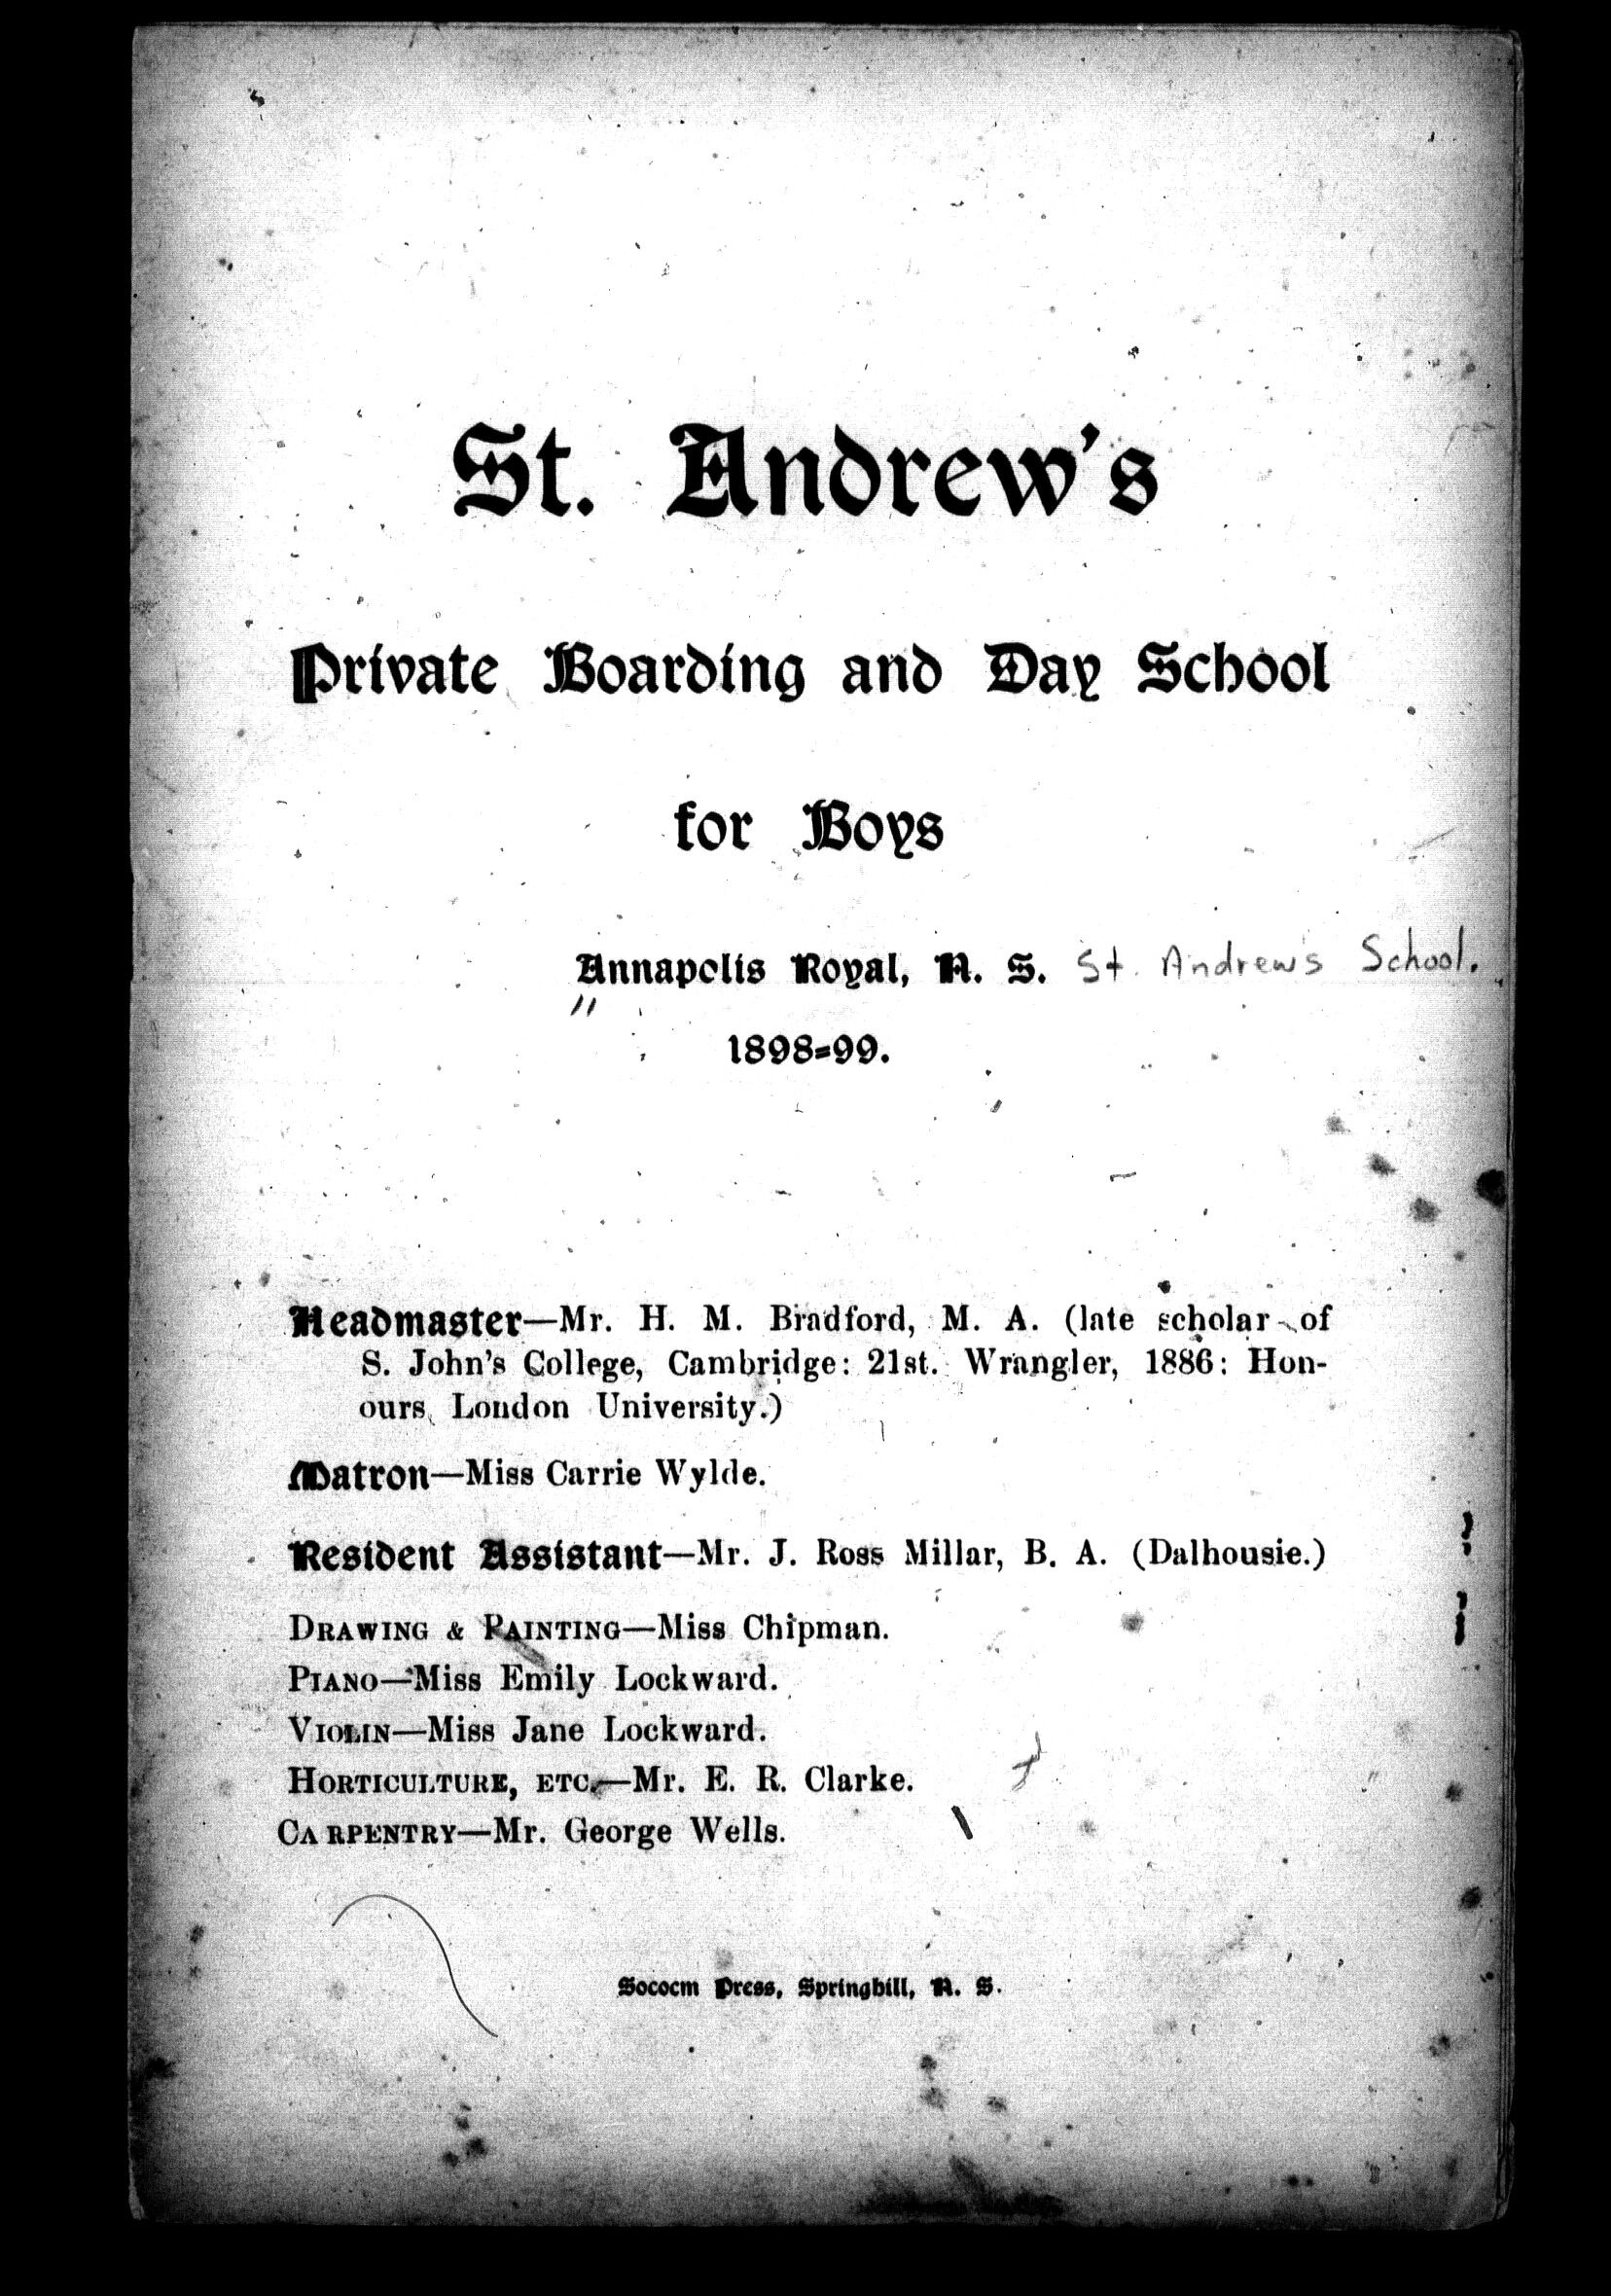 St. Andrew's
Private Boarding and Day School
for Boys
Annapolis Royal, N. S. St. Andrew's School.
"
1898-99.
Headmaster—Mr. H. M. Bradford, M. A. (late scholar of
S. John's College, Cambridge: 21st. Wrangler, 1886: Hon-
ours, London University.)
Matron—Miss Carrie Wylde.
Resident Assistant—Mr. J. Ross Millar, B. A. (Dalhousie.)
DRAWING & PAINTING—Miss Chipman.
PIANO—Miss Emily Lockward.
VIOLIN—Miss Jane Lockward.
HORTICULTURE, ETC.—Mr. E. R. Clarke.
CARPENTRY—Mr. George Wells.
Sococm Press, Springhill, N. S.